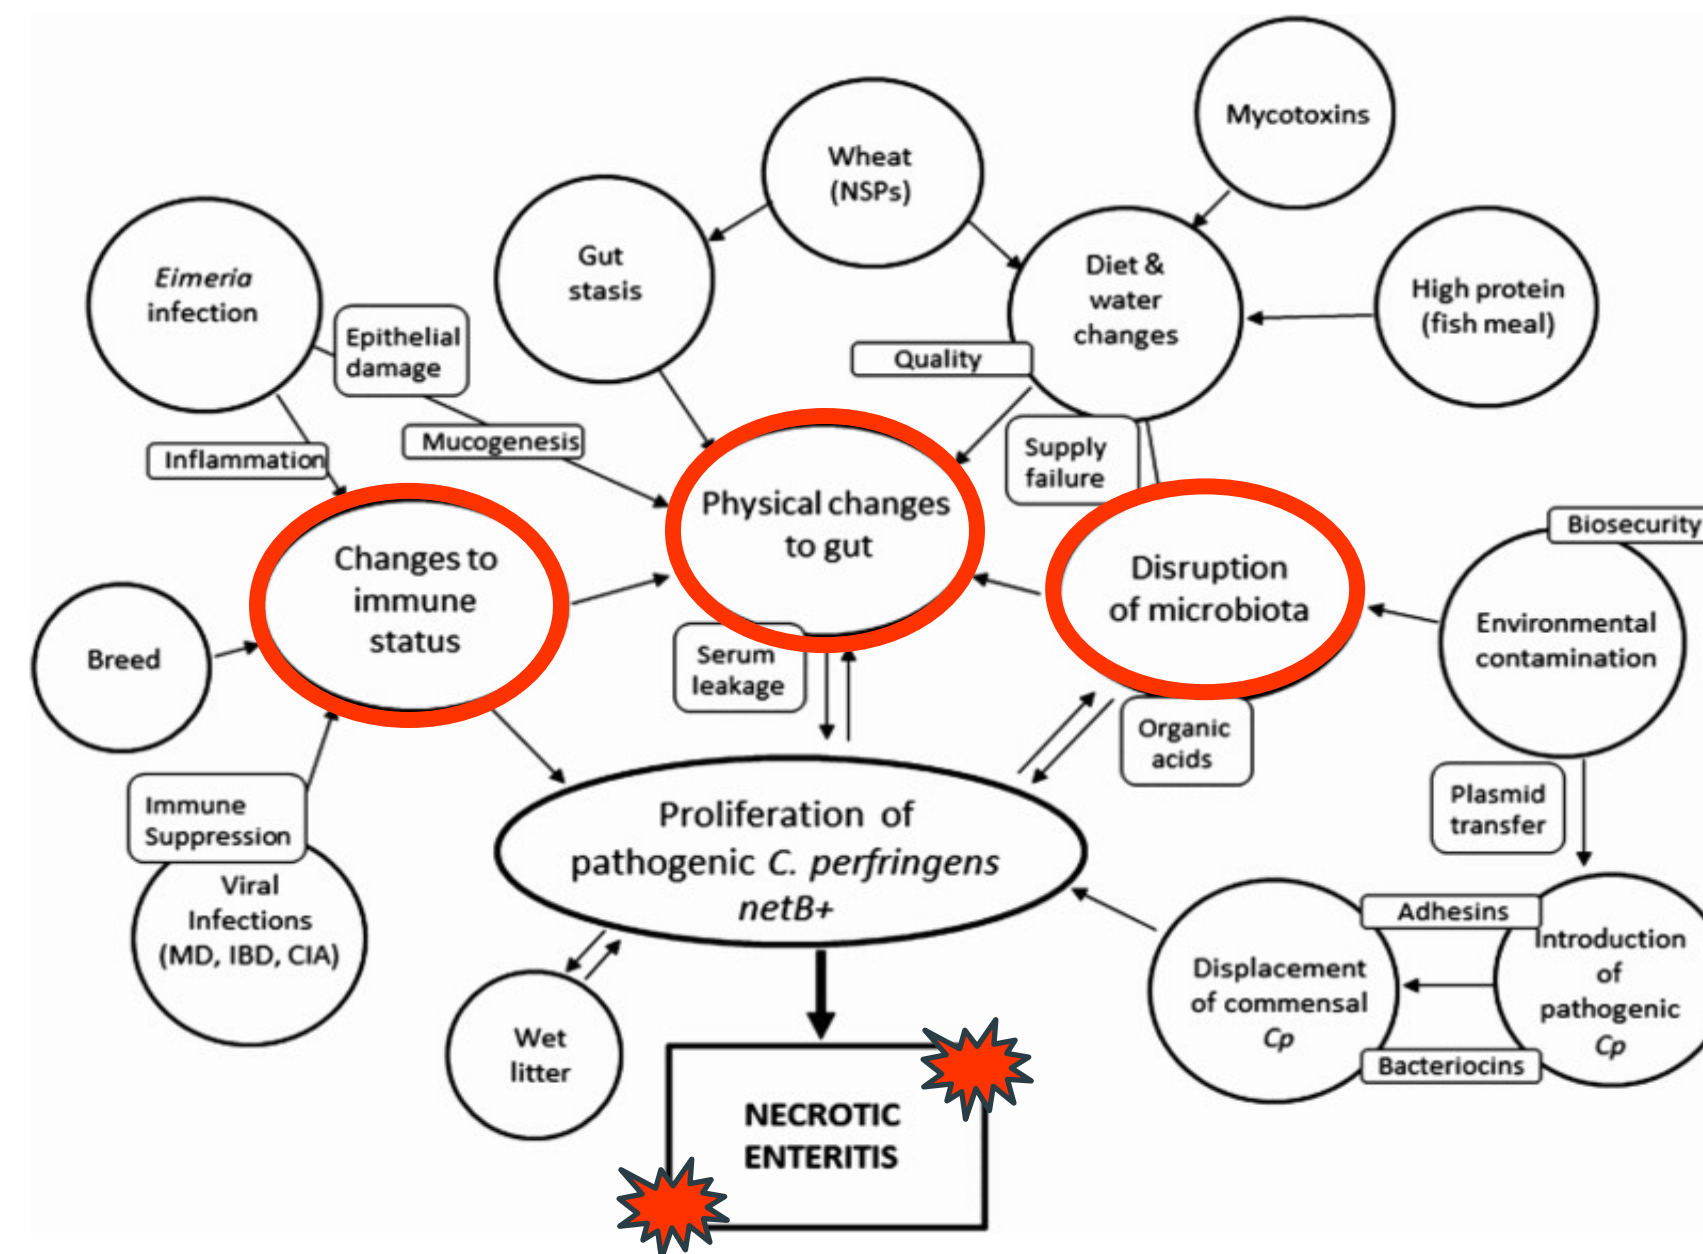 Mycotoxins
Wheat
(NSPs)
Gut
stasis
Diet &
water
changes
High protein
(fish meal)
Eimeria
infection
Epithelial
damage
Quality
Inflammation
Mucogenesis
Supply
failure
Physical changes
to gut
Changes to
immune
status
Disruption
of microbiota
Biosecurity
Environmental
contamination
Breed
Serum
leakage
Organic
acids
Immune
Suppression
Viral
Infections
(MD, IBD, CIA)
Proliferation of
pathogenic C. perfringens
netB+
Plasmid
transfer
Adhesins
Introduction
of
pathogenic
Cp
Displacement
of commensal
Cp
Bacteriocins
Wet
litter
NECROTIC
ENTERITIS